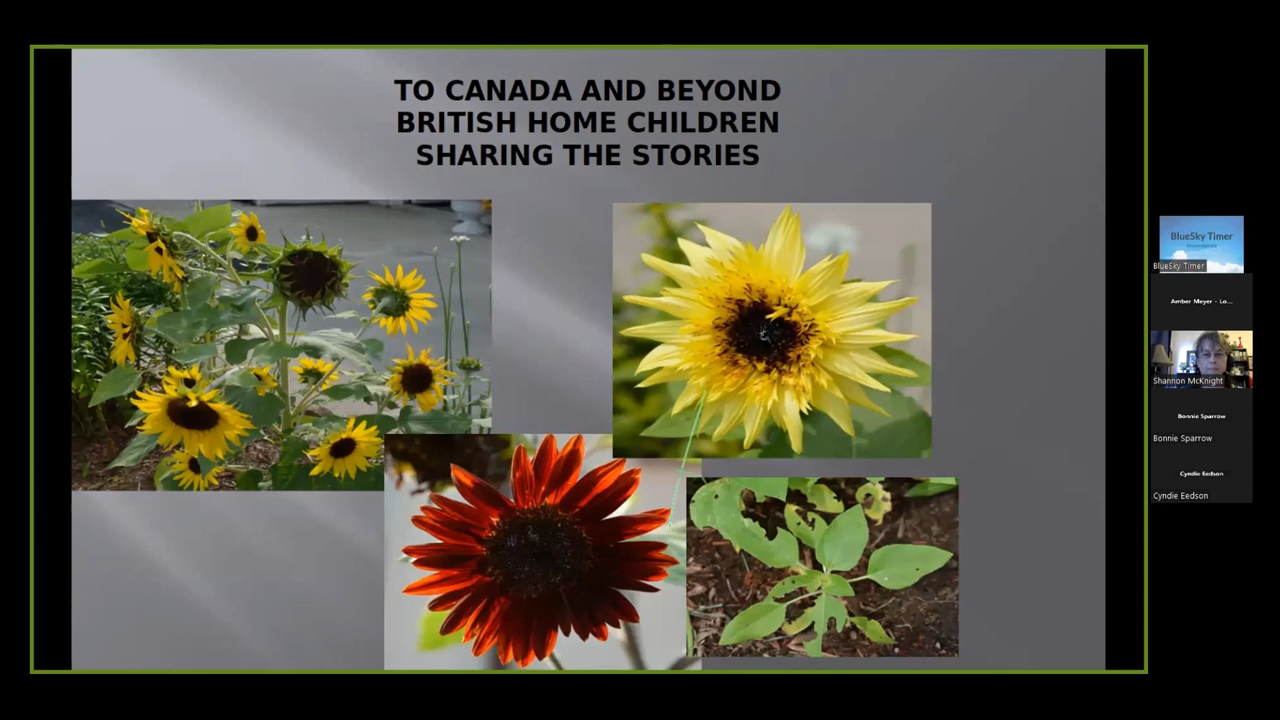 TO CANADA AND BEYOND
BRITISH HOME CHILDREN
SHARING THE STORIES
BlueSky Timer
BlueSky Timer
Amber Meyer - Lo...
Shannon McKnight
Bonnie Sparrow
Bonnie Sparrow
Cyndie Eedson
Cyndie Eedson